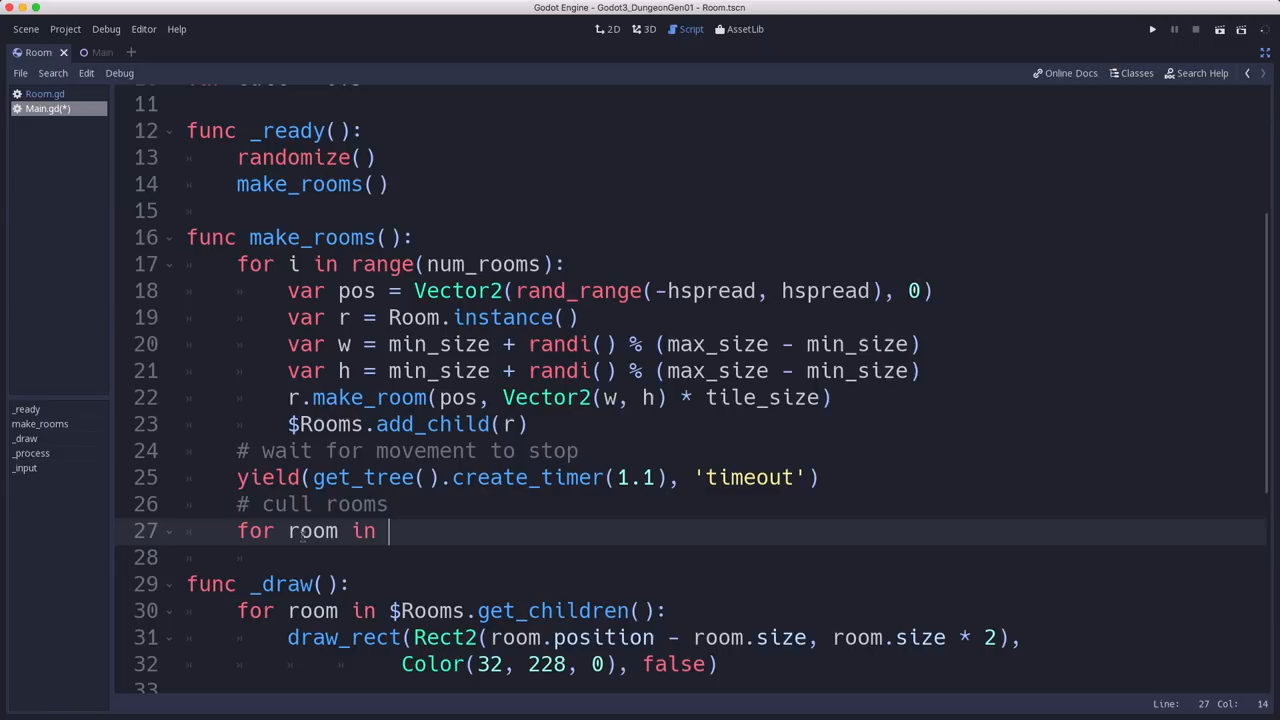 Godot Engine - Godot3_DungeonGen01 - Room.tscn
Scene Project Debug Editor Help 2D 3D Script AssetLib
Room Main
File Search Edit Debug Online Docs Classes Search Help
Room.gd
Main.gd(*)
11
12 func _ready():
13 randomize()
14 make_rooms()
15
16 func make_rooms():
17 for i in range(num_rooms):
18 var pos = Vector2(rand_range(-hspread, hspread), 0)
19 var r = Room.instance()
20 var w = min_size + randi() % (max_size - min_size)
21 var h = min_size + randi() % (max_size - min_size)
22 r.make_room(pos, Vector2(w, h) * tile_size)
23 $Rooms.add_child(r)
24 # wait for movement to stop
25 yield(get_tree().create_timer(1.1), 'timeout')
26 # cull rooms
27 for room in
28
29 func _draw():
30 for room in $Rooms.get_children():
31 draw_rect(Rect2(room.position - room.size, room.size * 2),
32 Color(32, 228, 0), false)
33
_ready
make_rooms
_draw
_process
_input
Line: 27 Col: 14